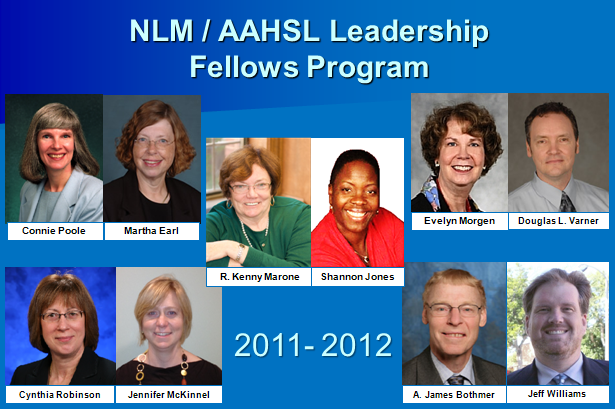 NLM / AAHSL Leadership
Fellows Program
Connie Poole
Martha Earl
R. Kenny Marone
Shannon Jones
Evelyn Morgen
Douglas L. Varner
Cynthia Robinson
Jennifer McKinnel
2011- 2012
A. James Bothmer
Jeff Williams